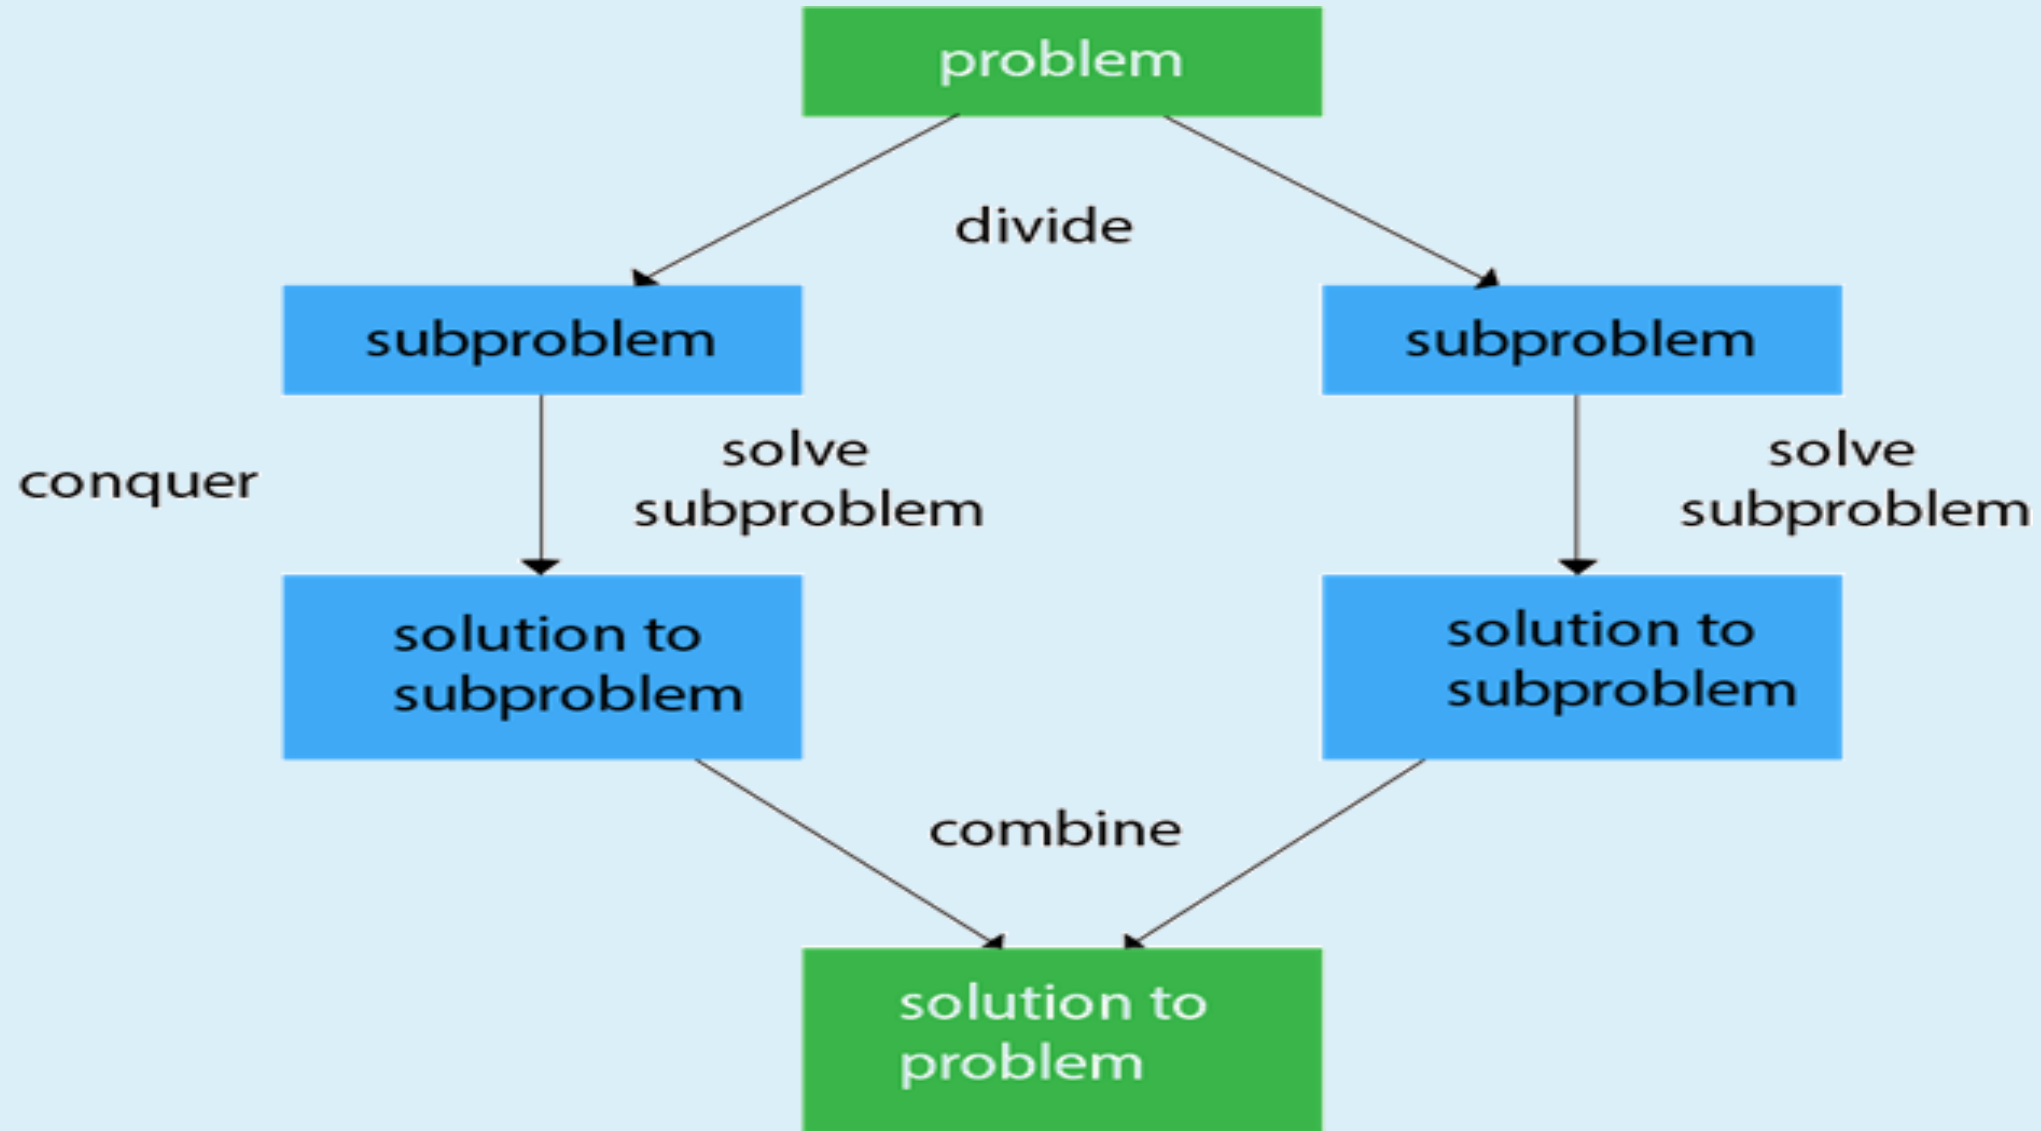 problem
divide
subproblem
subproblem
conquer
solve
subproblem
solve
subproblem
solution to
subproblem
solution to
subproblem
combine
solution to
problem